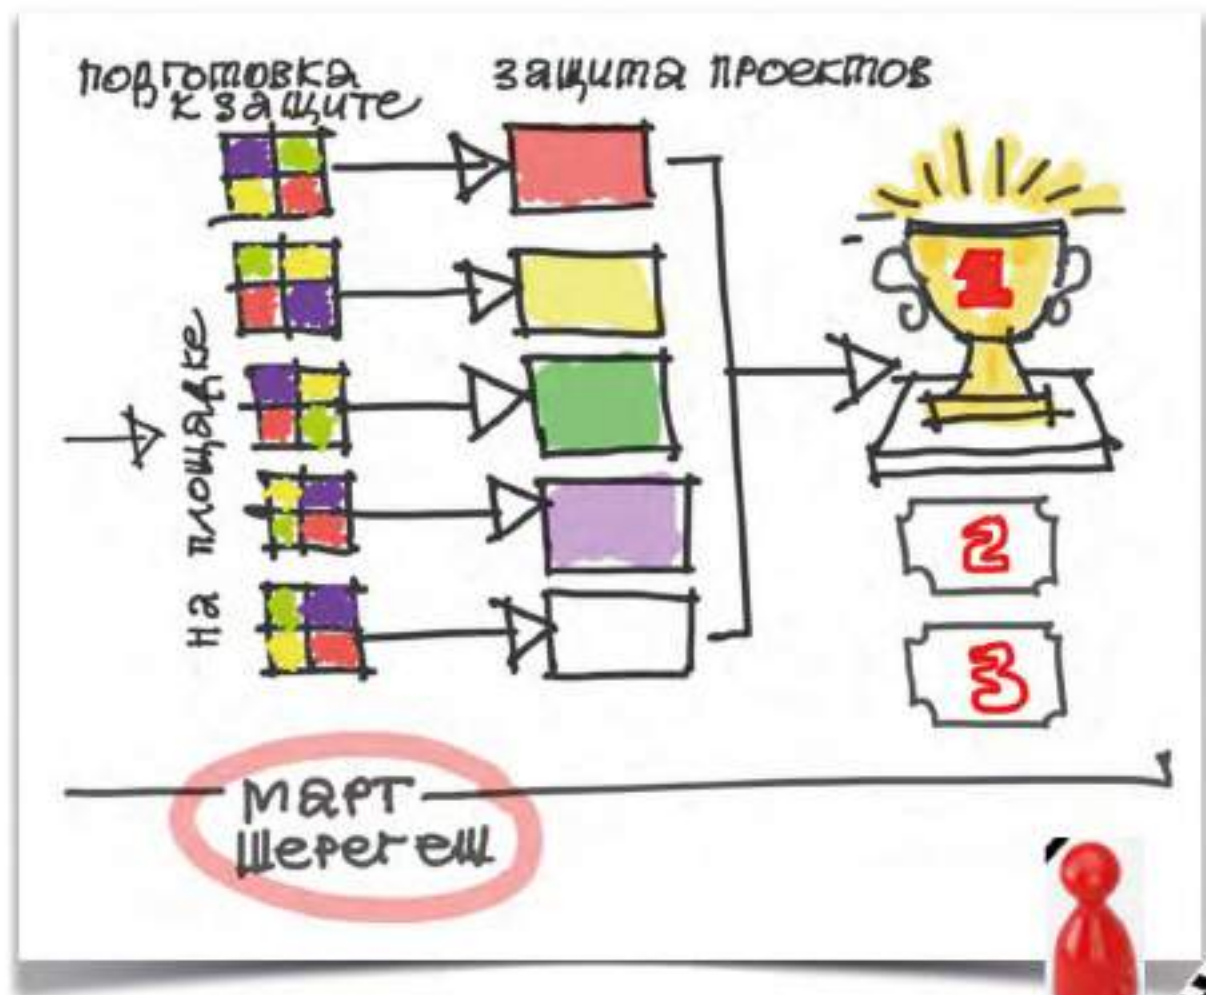 подготовка
к защите
защита проектов
на площадке
1
2
3
март
Шерегеш